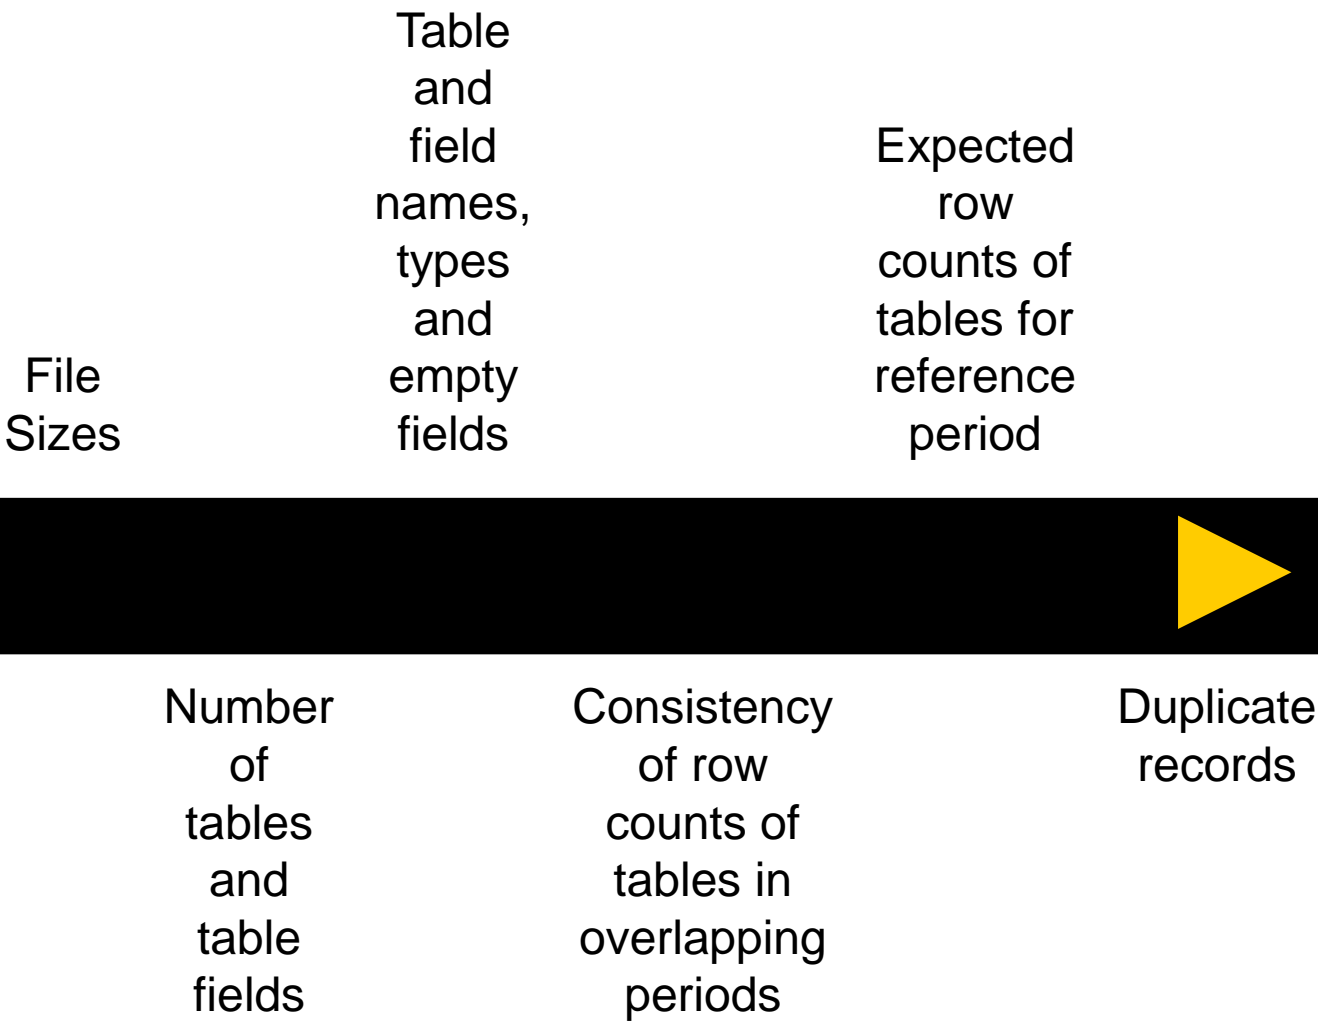 File
Sizes
Number
of
tables
and
table
fields
Table
and
field
names,
types
and
empty
fields
Consistency
of row
counts of
tables in
overlapping
periods
Expected
row
counts of
tables for
reference
period
Duplicate
records